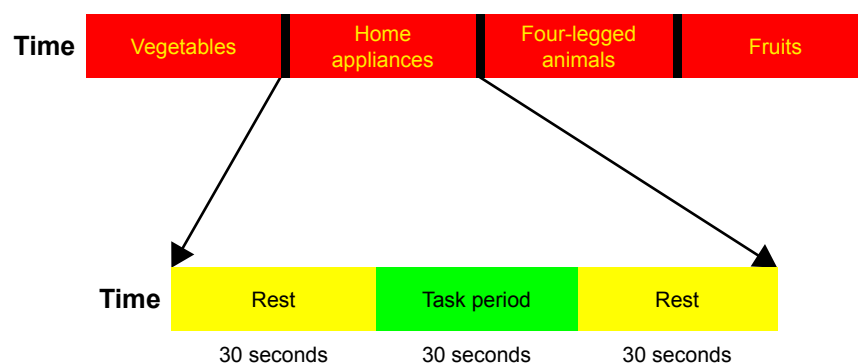 Time
Vegetables
Home
appliances
Four-legged
animals
Fruits
Time
Rest
Task period
Rest
30 seconds
30 seconds
30 seconds